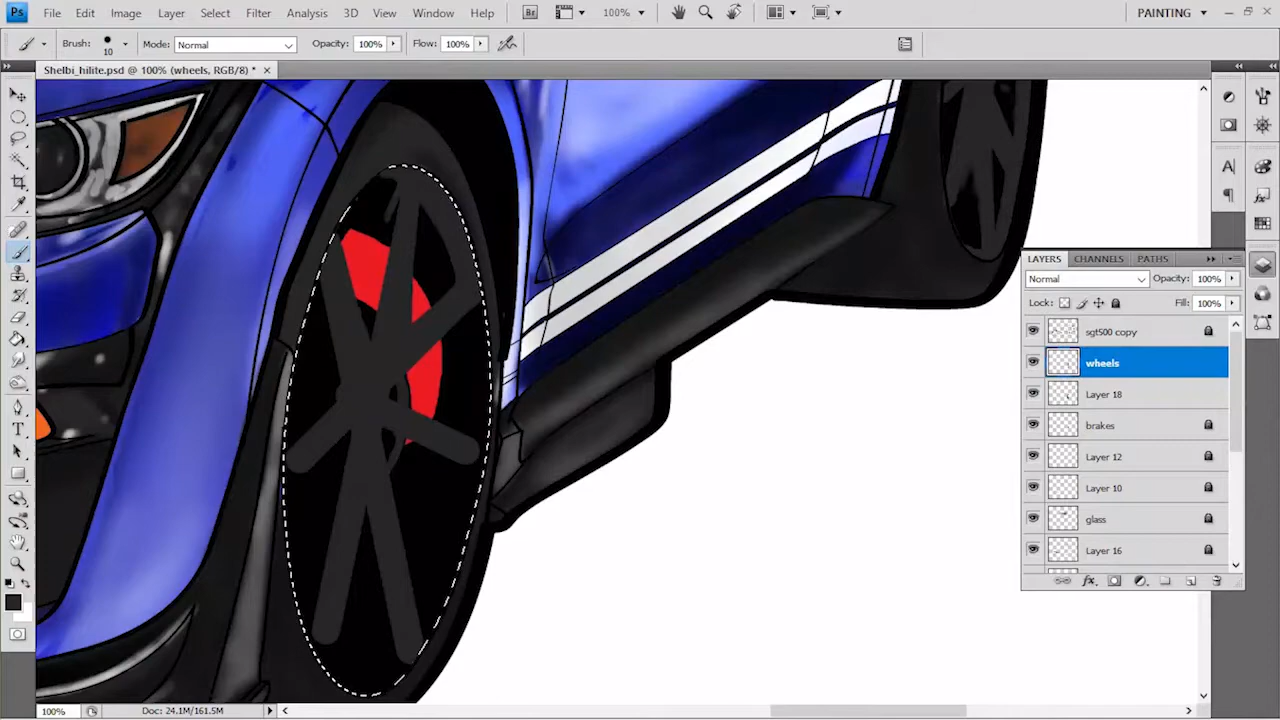 Ps File Edit Image Layer Select Filter Analysis 3D View Window Help Br 100% PAINTING
Brush: 10 Mode: Normal Opacity: 100% Flow: 100%
Shelbi_hilite.psd @ 100% (wheels, RGB/8) *
LAYERS CHANNELS PATHS
Normal Opacity: 100%
Lock: Fill: 100%
sgt500 copy
wheels
Layer 18
brakes
Layer 12
Layer 10
glass
Layer 16
fx
100% Doc: 24.1M/161.5M